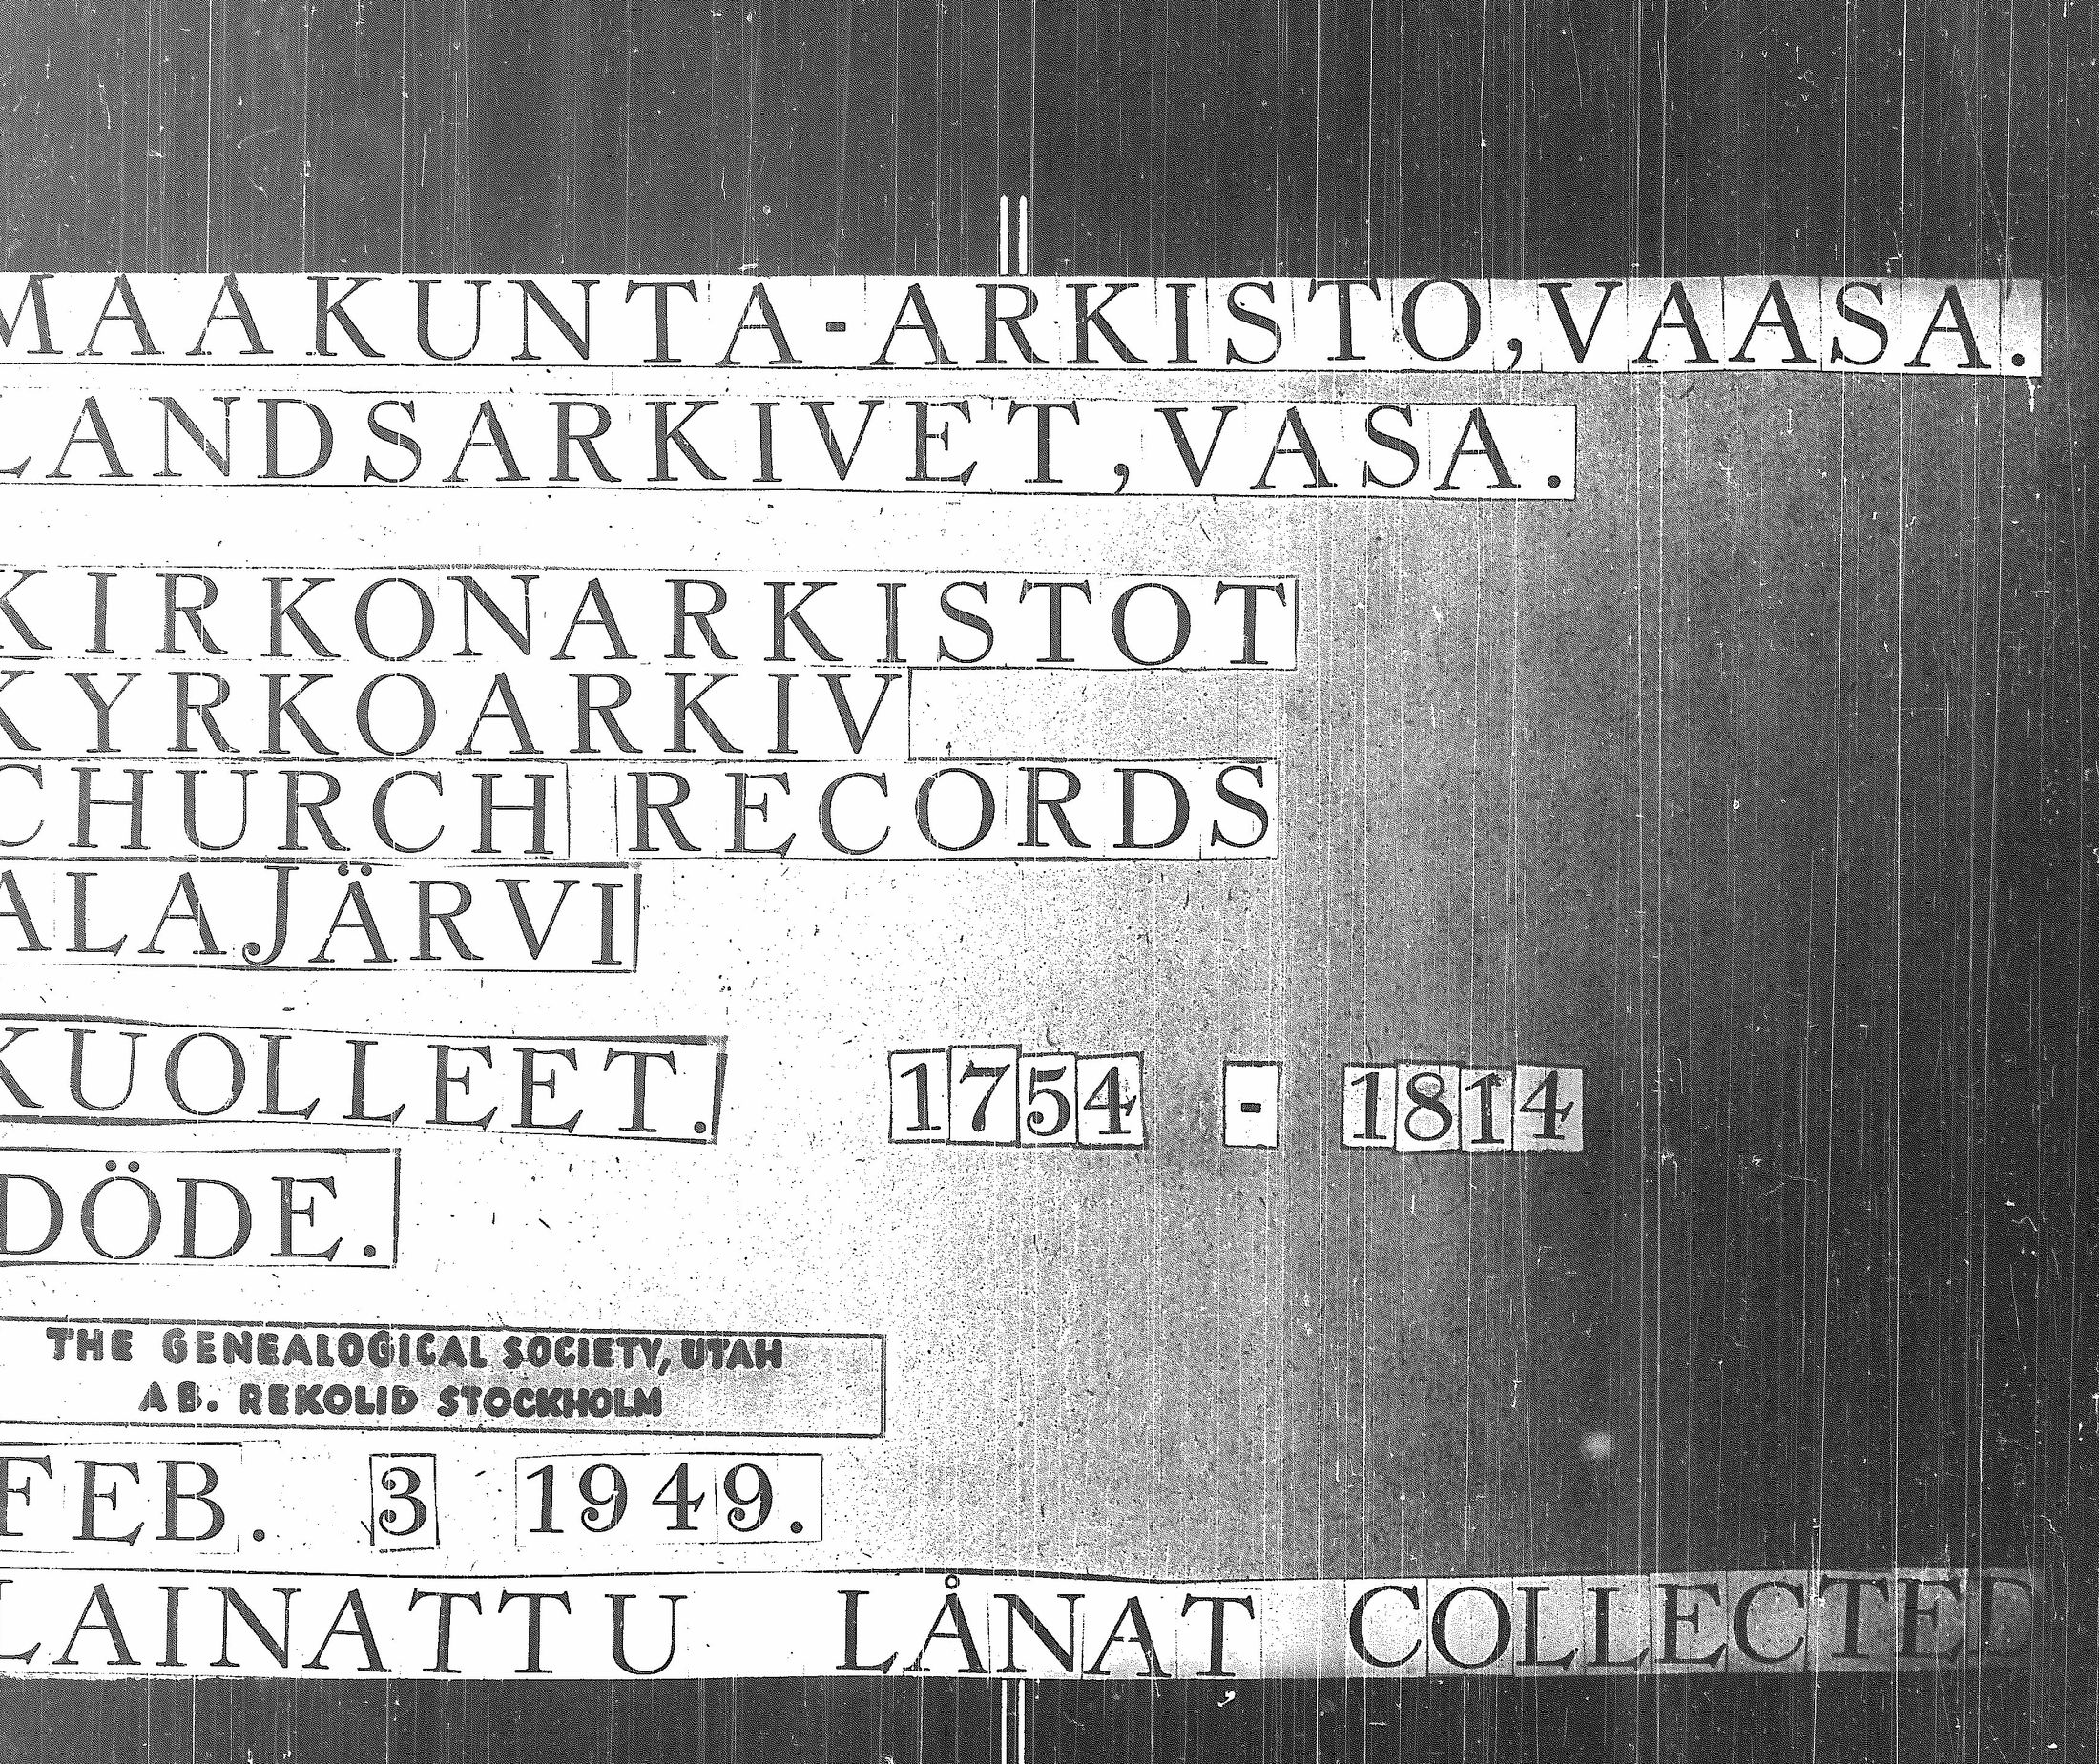 MAAKUNTA-ARKISTO, VAASA.
LANDSARKIVET, VASA.
KIRKONARKISTOT
KYRKOARKIV
CHURCH RECORDS
ALAJÄRVI
KUOLLEET. 1754 - 1814
DÖDE.
THE GENEALOGICAL SOCIETY, UTAH
AB. REKOLID STOCKHOLM
FEB. 3 1949.
LAINATTU LÅNAT COLLECTED